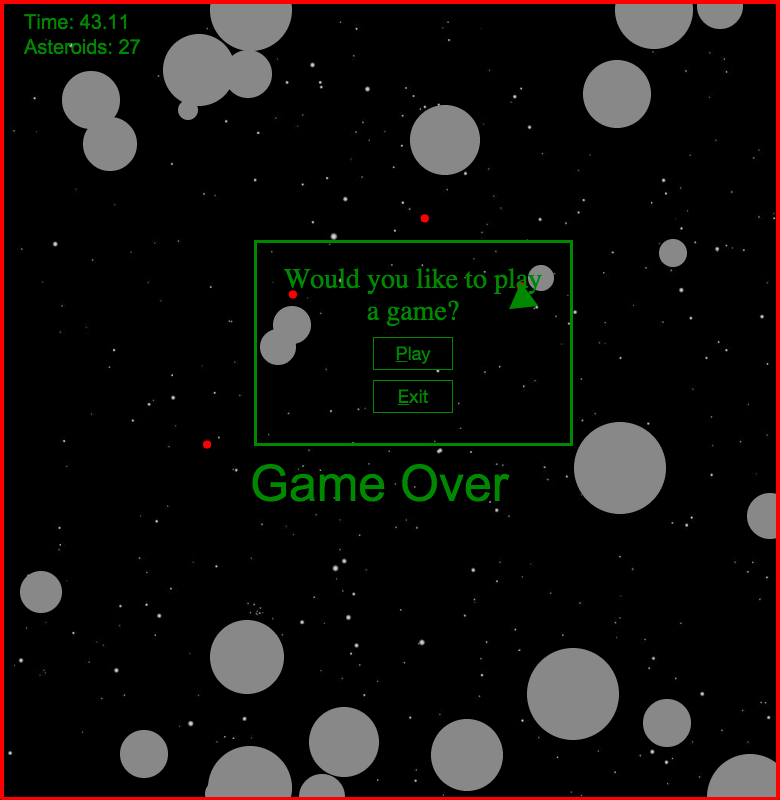 Time: 43.11
Asteroids: 27
Would you like to play
a game?
Play
Exit
Game Over